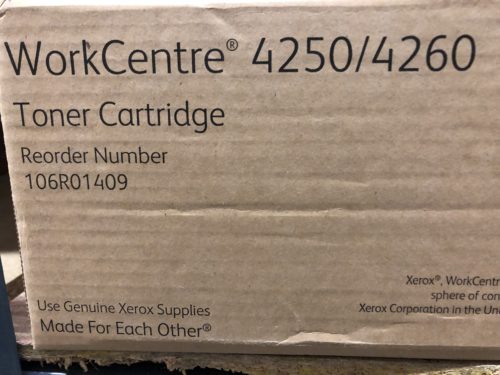 WorkCentre® 4250/4260
Toner Cartridge
Reorder Number
106R01409
Xerox®, WorkCentr
sphere of con
Xerox Corporation in the Un
Use Genuine Xerox Supplies
Made For Each Other®